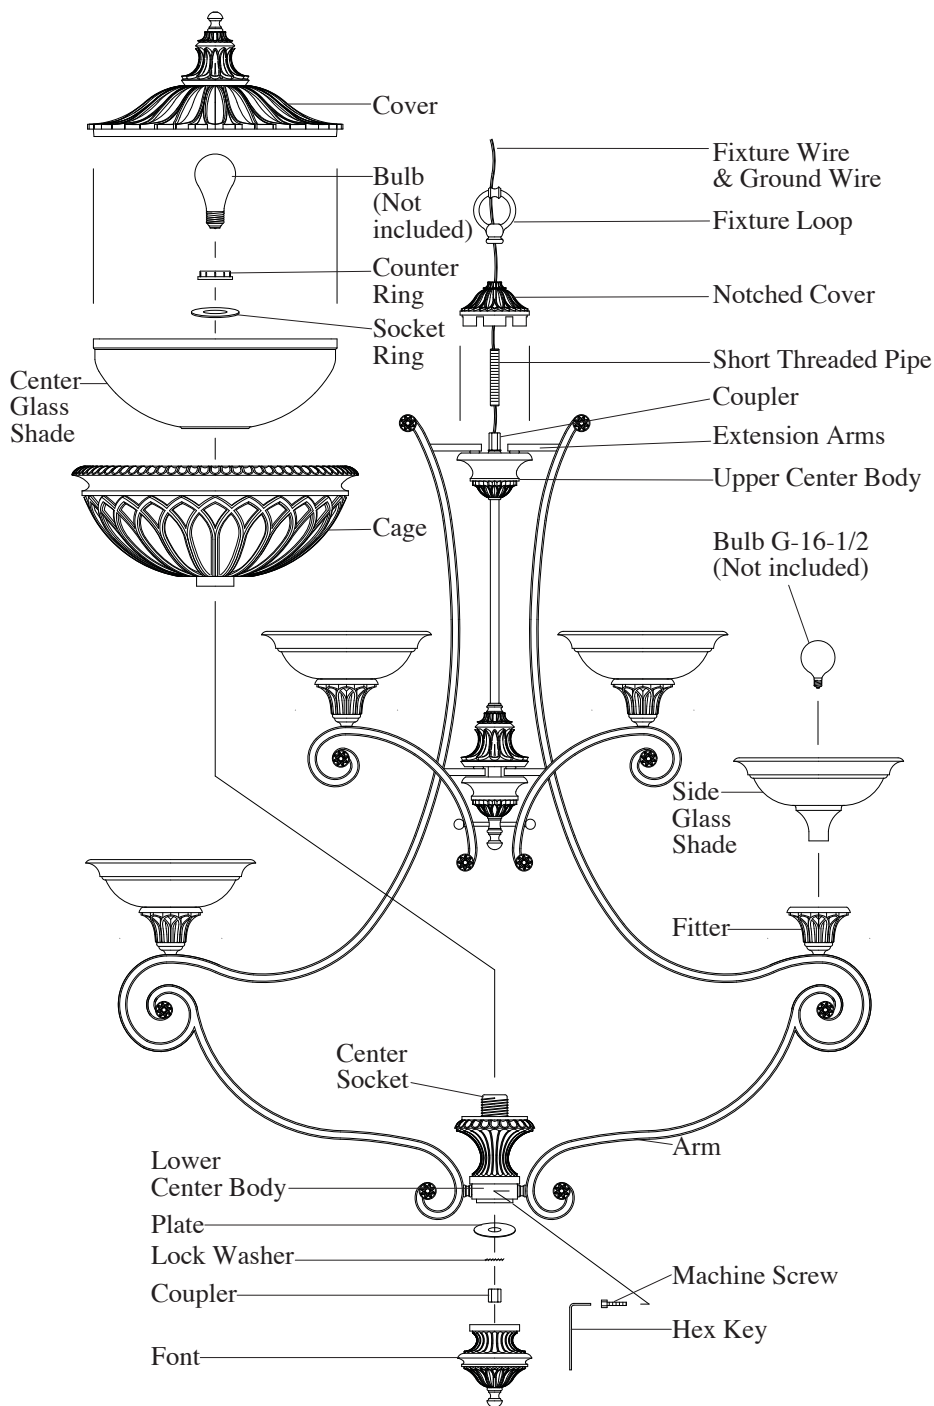 Cover
Bulb
(Not
included)
Counter
Ring
Socket
Ring
Center
Glass
Shade
Cage
Fixture Wire
& Ground Wire
Fixture Loop
Notched Cover
Short Threaded Pipe
Coupler
Extension Arms
Upper Center Body
Bulb G-16-1/2
(Not included)
Side
Glass
Shade
Fitter
Center
Socket
Arm
Lower
Center Body
Plate
Lock Washer
Coupler
Font
Machine Screw
Hex Key